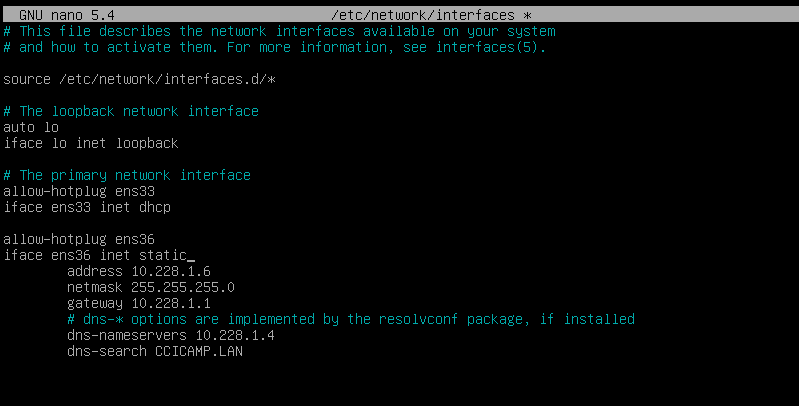 GNU nano 5.4 /etc/network/interfaces *
# This file describes the network interfaces available on your system
# and how to activate them. For more information, see interfaces(5).
source /etc/network/interfaces.d/*
# The loopback network interface
auto lo
iface lo inet loopback
# The primary network interface
allow-hotplug ens33
iface ens33 inet dhcp
allow-hotplug ens36
iface ens36 inet static_
address 10.228.1.6
netmask 255.255.255.0
gateway 10.228.1.1
# dns-* options are implemented by the resolvconf package, if installed
dns-nameservers 10.228.1.4
dns-search CCICAMP.LAN